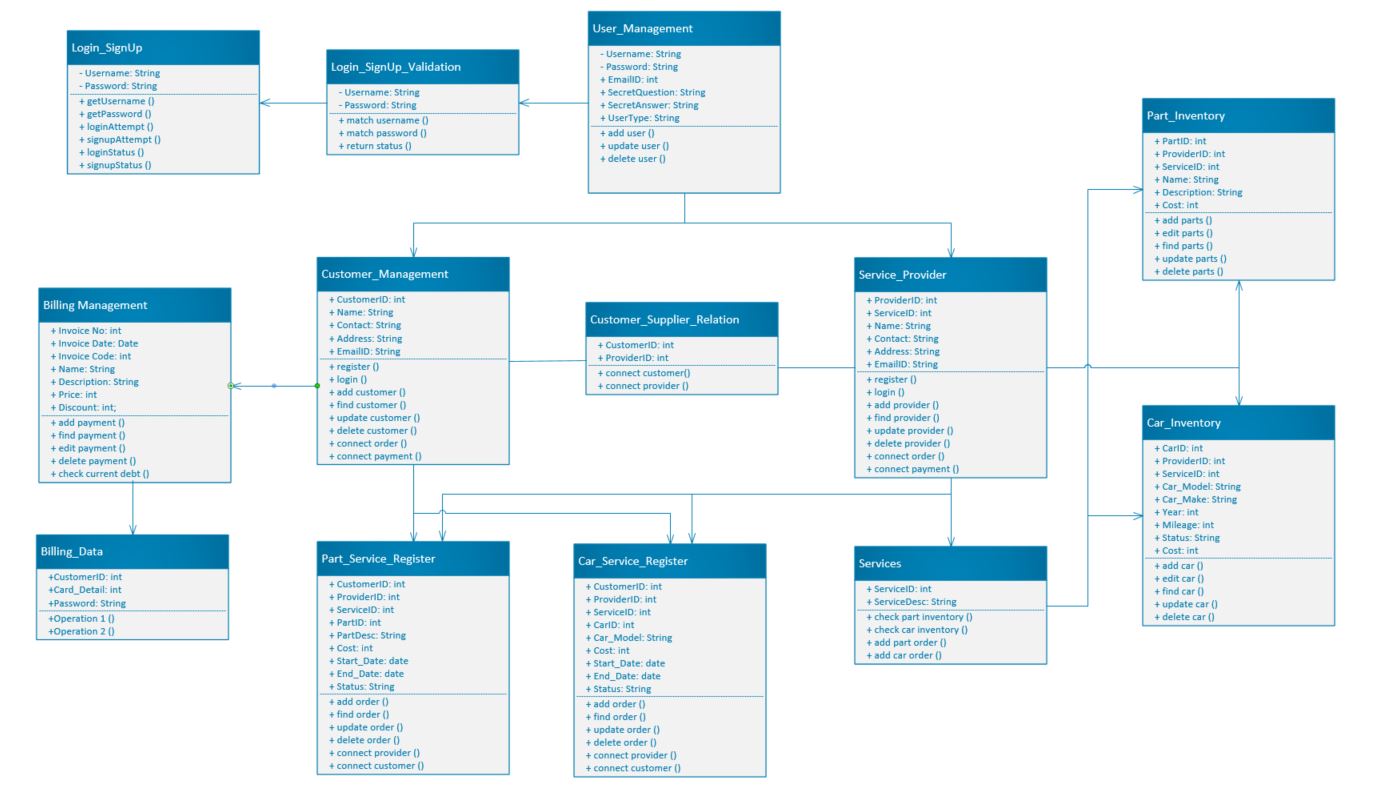 Login_SignUp
- Username: String
- Password: String
+ getUsername ()
+ getPassword ()
+ loginAttempt ()
+ signupAttempt ()
+ loginStatus ()
+ signupStatus ()
Login_SignUp_Validation
- Username: String
- Password: String
+ match username ()
+ match password ()
+ return status ()
User_Management
- Username: String
- Password: String
+ EmailID: int
+ SecretQuestion: String
+ SecretAnswer: String
+ UserType: String
+ add user ()
+ update user ()
+ delete user ()
Part_Inventory
+ PartID: int
+ ProviderID: int
+ ServiceID: int
+ Name: String
+ Description: String
+ Cost: int
+ add parts ()
+ edit parts ()
+ find parts ()
+ update parts ()
+ delete parts ()
Billing Management
+ Invoice No: int
+ Invoice Date: Date
+ Invoice Code: int
+ Name: String
+ Description: String
+ Price: int
+ Discount: int;
+ add payment ()
+ find payment ()
+ edit payment ()
+ delete payment ()
+ check current debt ()
Customer_Management
+ CustomerID: int
+ Name: String
+ Contact: String
+ Address: String
+ EmailID: String
+ register ()
+ login ()
+ add customer ()
+ find customer ()
+ update customer ()
+ delete customer ()
+ connect order ()
+ connect payment ()
Customer_Supplier_Relation
+ CustomerID: int
+ ProviderID: int
+ connect customer()
+ connect provider ()
Service_Provider
+ ProviderID: int
+ ServiceID: int
+ Name: String
+ Contact: String
+ Address: String
+ EmailID: String
+ register ()
+ login ()
+ add provider ()
+ find provider ()
+ update provider ()
+ delete provider ()
+ connect order ()
+ connect payment ()
Car_Inventory
+ CarID: int
+ ProviderID: int
+ ServiceID: int
+ Car_Model: String
+ Car_Make: String
+ Year: int
+ Mileage: int
+ Status: String
+ Cost: int
+ add car ()
+ edit car ()
+ find car ()
+ update car ()
+ delete car ()
Billing_Data
+CustomerID: int
+Card_Detail: int
+Password: String
+Operation 1 ()
+Operation 2 ()
Part_Service_Register
+ CustomerID: int
+ ProviderID: int
+ ServiceID: int
+ PartID: int
+ PartDesc: String
+ Cost: int
+ Start_Date: date
+ End_Date: date
+ Status: String
+ add order ()
+ find order ()
+ update order ()
+ delete order ()
+ connect provider ()
+ connect customer ()
Car_Service_Register
+ CustomerID: int
+ ProviderID: int
+ ServiceID: int
+ CarID: int
+ Car_Model: String
+ Cost: int
+ Start_Date: date
+ End_Date: date
+ Status: String
+ add order ()
+ find order ()
+ update order ()
+ delete order ()
+ connect provider ()
+ connect customer ()
Services
+ ServiceID: int
+ ServiceDesc: String
+ check part inventory ()
+ check car inventory ()
+ add part order ()
+ add car order ()